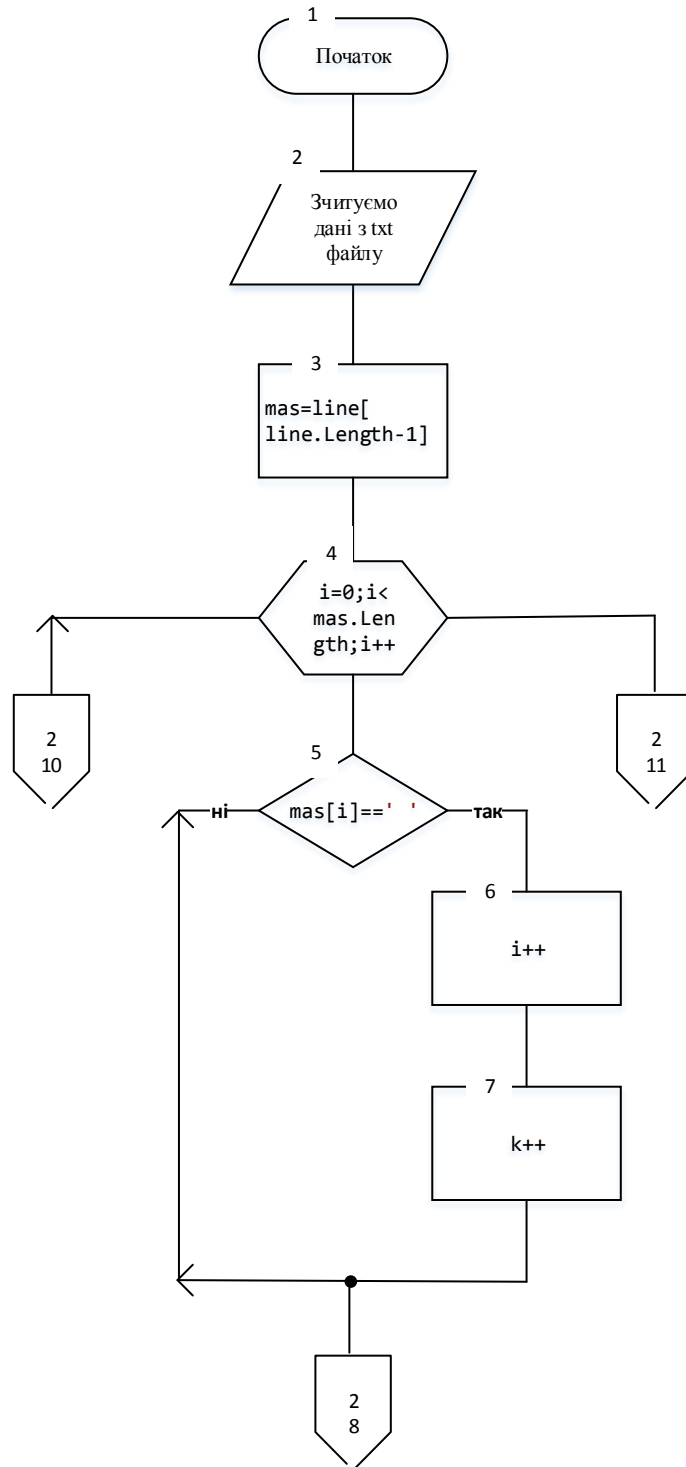 1
Початок
2
Зчитуємо
дані з txt
файлу
3
mas=line[
line.Length-1]
4
i=0;i<
mas.Len
gth;i++
2
10
2
11
5
ні
mas[i]==' '
так
6
i++
7
k++
2
8